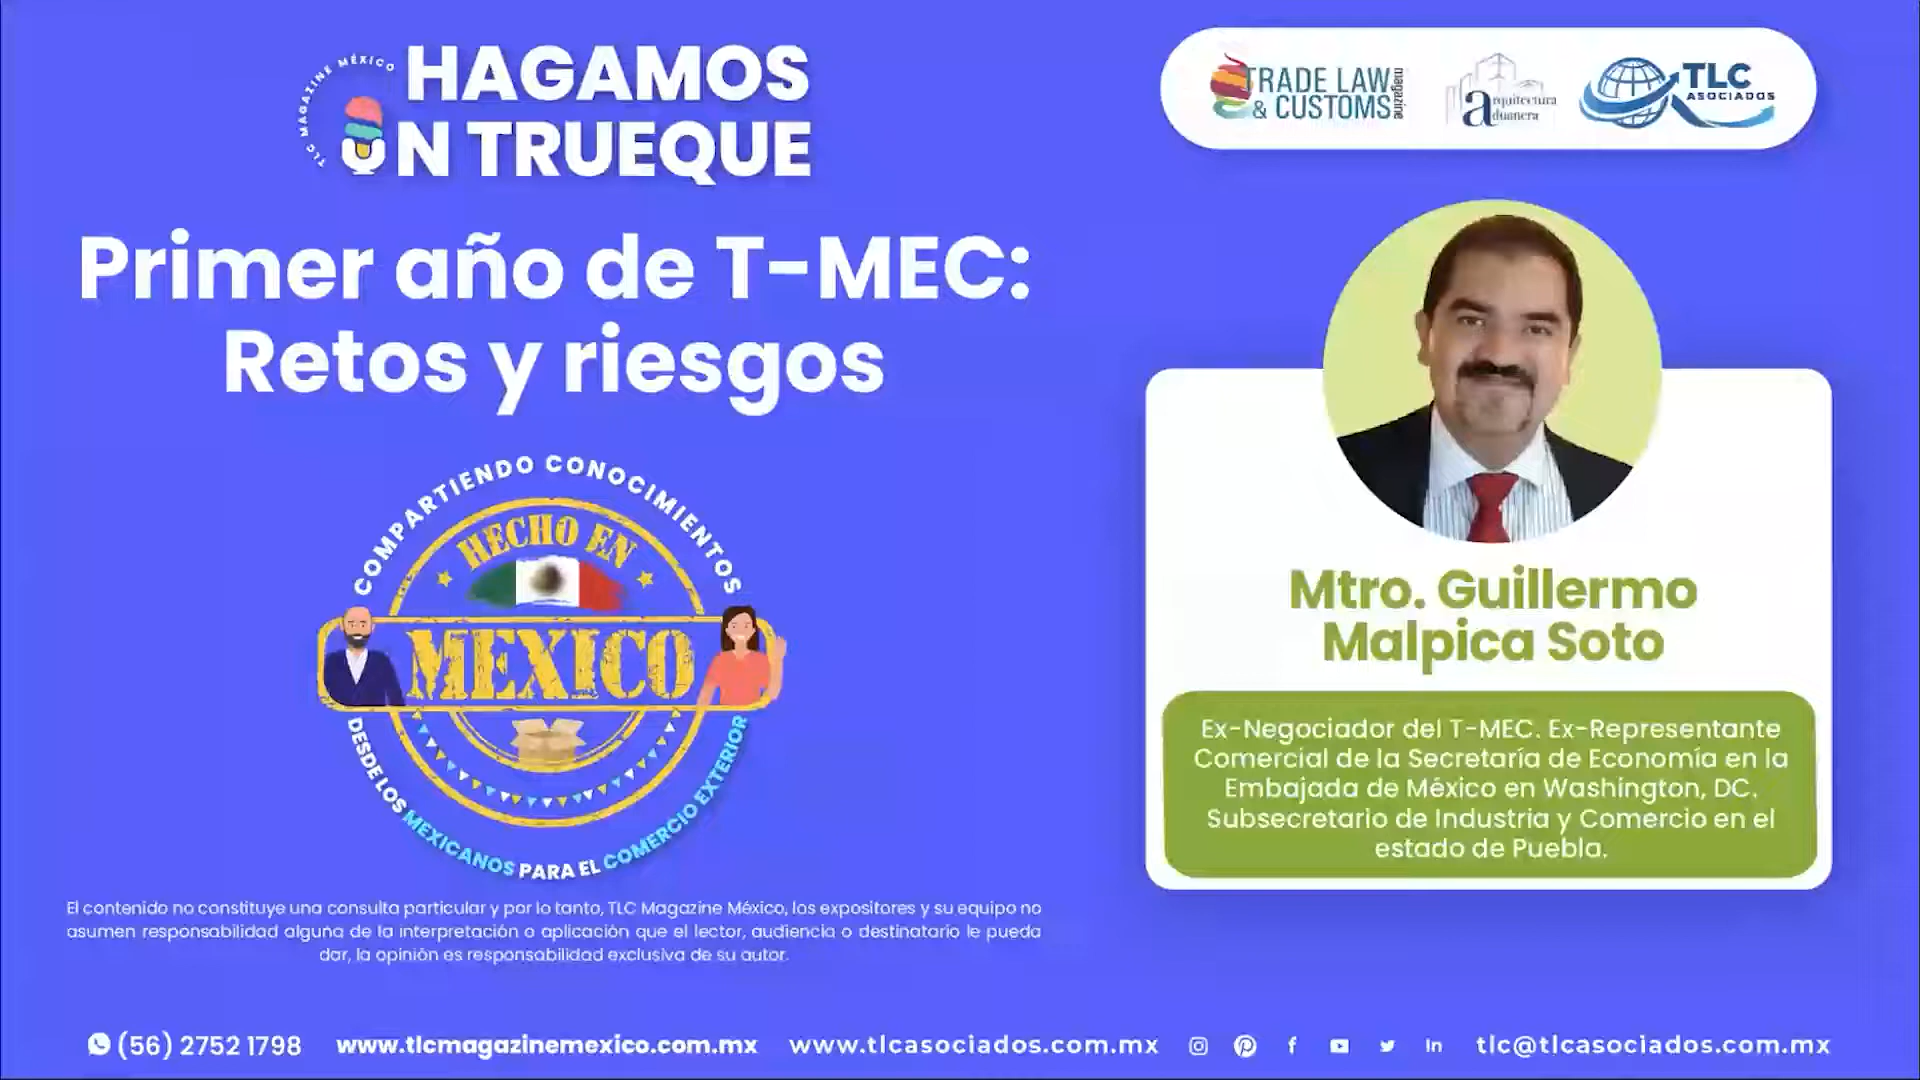 TLC MAGAZINE MÉXICO
HAGAMOS
UN TRUEQUE
TRADE LAW
& CUSTOMS
magazine
arquitectura
aduanera
TLC
ASOCIADOS
Primer año de T-MEC:
Retos y riesgos
COMPARTIENDO CONOCIMIENTOS
HECHO EN
MEXICO
DESDE LOS MEXICANOS PARA EL COMERCIO EXTERIOR
Mtro. Guillermo
Malpica Soto
Ex-Negociador del T-MEC. Ex-Representante
Comercial de la Secretaría de Economía en la
Embajada de México en Washington, DC.
Subsecretario de Industria y Comercio en el
estado de Puebla.
El contenido no constituye una consulta particular y por lo tanto, TLC Magazine México, los expositores y su equipo no
asumen responsabilidad alguna de la interpretación o aplicación que el lector, audiencia o destinatario le pueda
dar, la opinión es responsabilidad exclusiva de su autor.
(56) 2752 1798 www.tlcmagazinemexico.com.mx www.tlcasociados.com.mx tlc@tlcasociados.com.mx